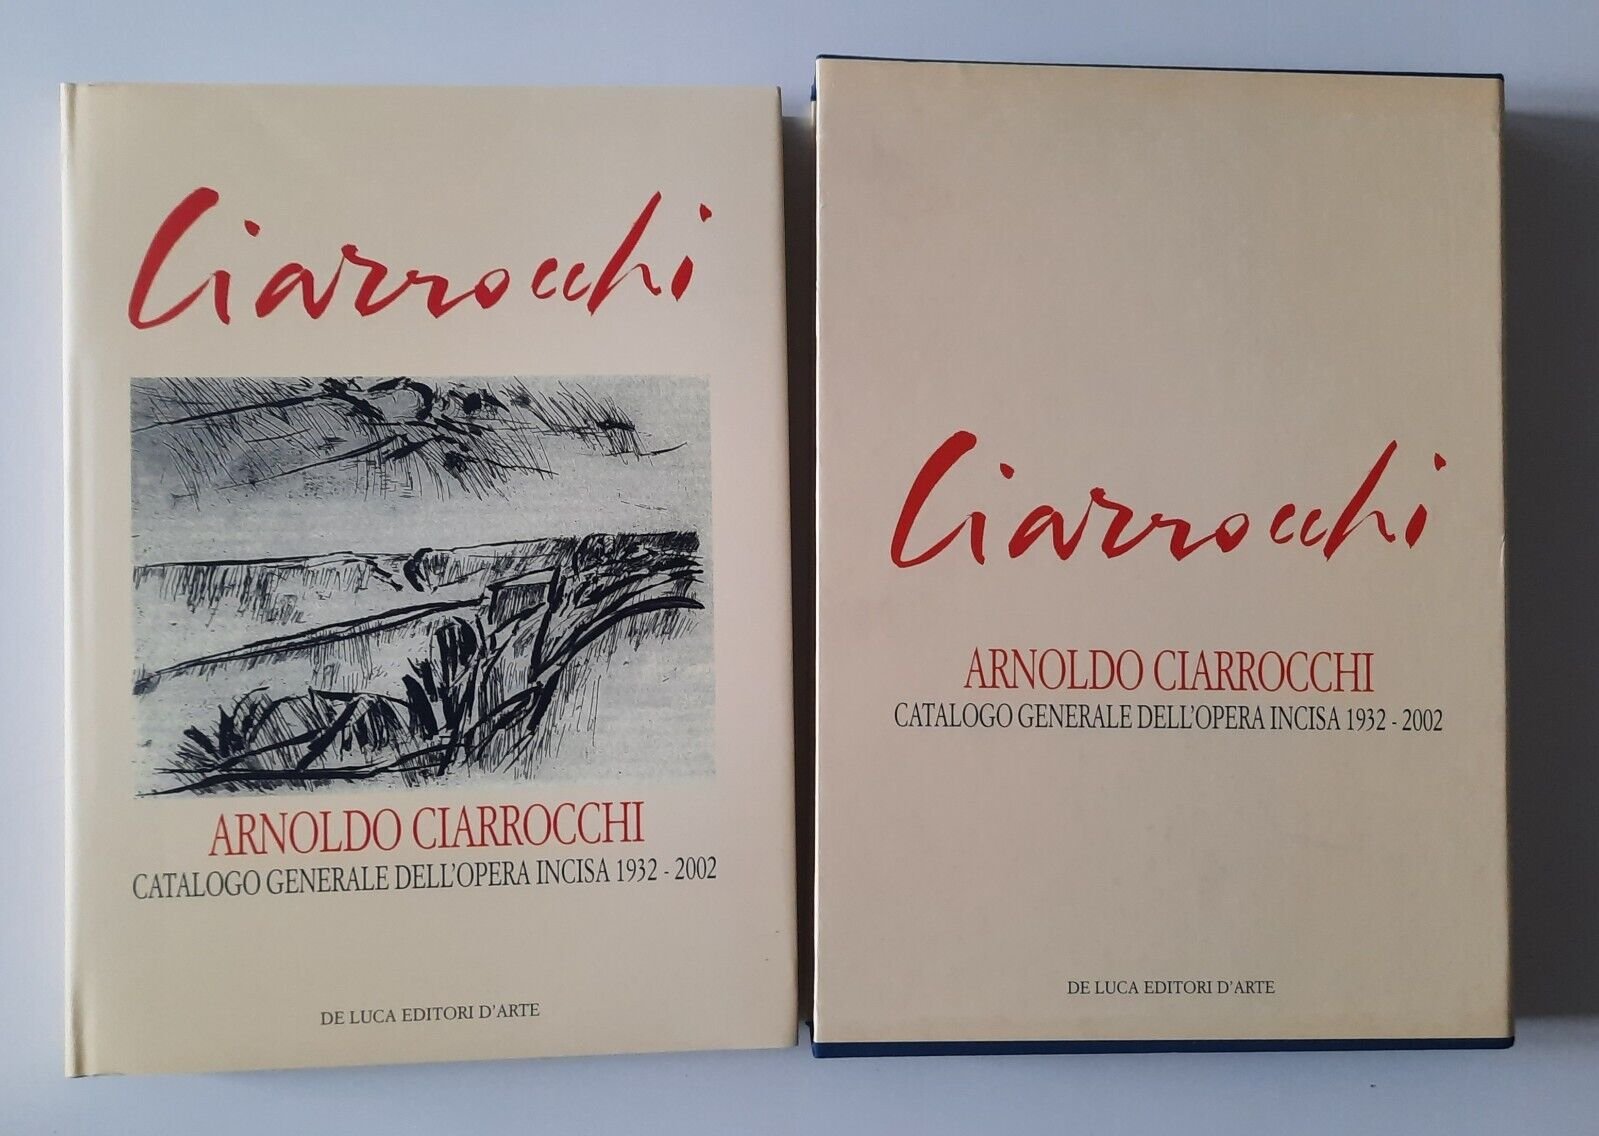 Ciarrocchi
ARNOLDO CIARROCCHI
CATALOGO GENERALE DELL'OPERA INCISA 1932 - 2002
DE LUCA EDITORI D'ARTE
Ciarrocchi
ARNOLDO CIARROCCHI
CATALOGO GENERALE DELL'OPERA INCISA 1932 - 2002
DE LUCA EDITORI D'ARTE